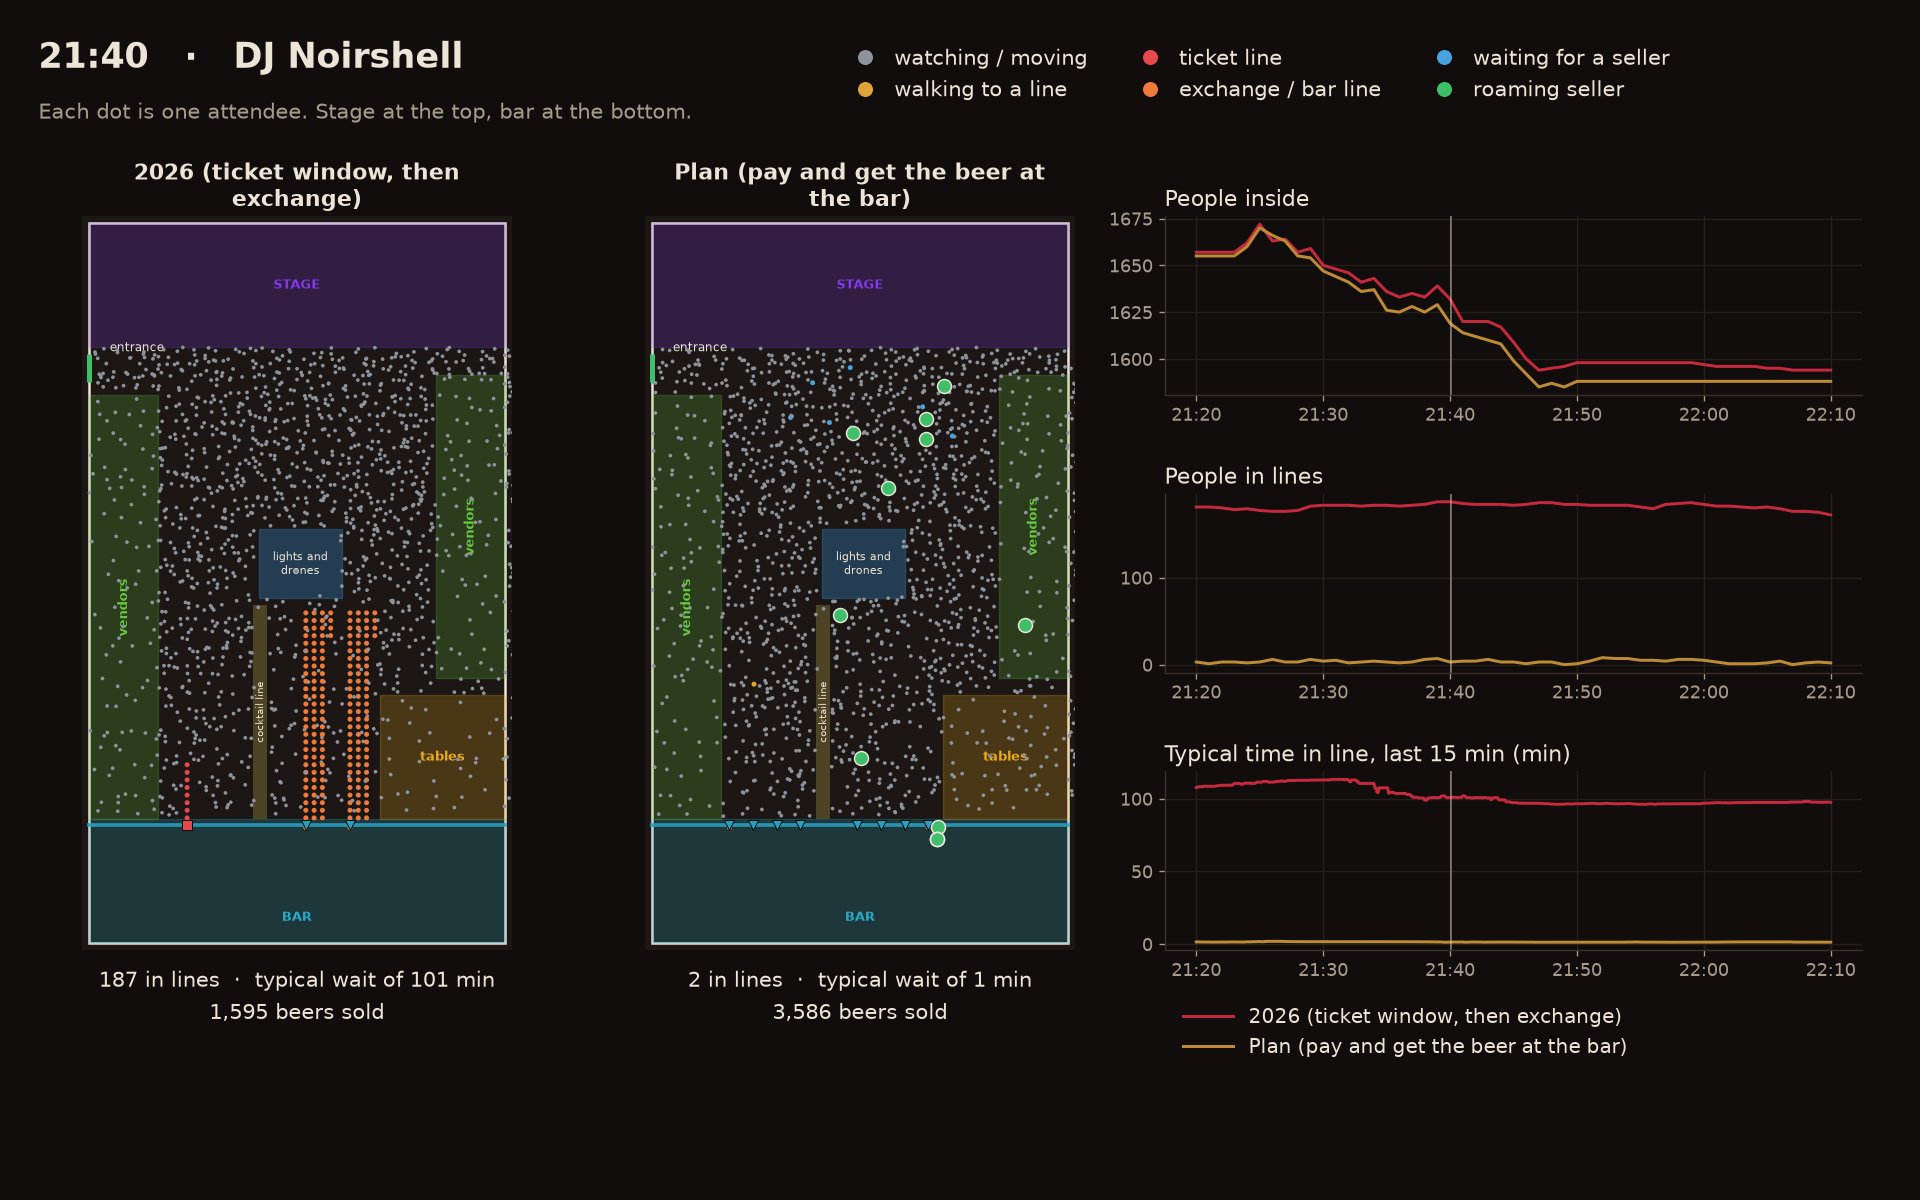 21:40 · DJ Noirshell
Each dot is one attendee. Stage at the top, bar at the bottom.
watching / moving
walking to a line
ticket line
exchange / bar line
waiting for a seller
roaming seller
2026 (ticket window, then
exchange)
STAGE
entrance
vendors
vendors
lights and
drones
cocktail line
tables
BAR
187 in lines · typical wait of 101 min
1,595 beers sold
Plan (pay and get the beer at
the bar)
STAGE
entrance
vendors
vendors
lights and
drones
cocktail line
tables
BAR
2 in lines · typical wait of 1 min
3,586 beers sold
People inside
1675
1650
1625
1600
21:20 21:30 21:40 21:50 22:00 22:10
People in lines
100
0
21:20 21:30 21:40 21:50 22:00 22:10
Typical time in line, last 15 min (min)
100
50
0
21:20 21:30 21:40 21:50 22:00 22:10
2026 (ticket window, then exchange)
Plan (pay and get the beer at the bar)